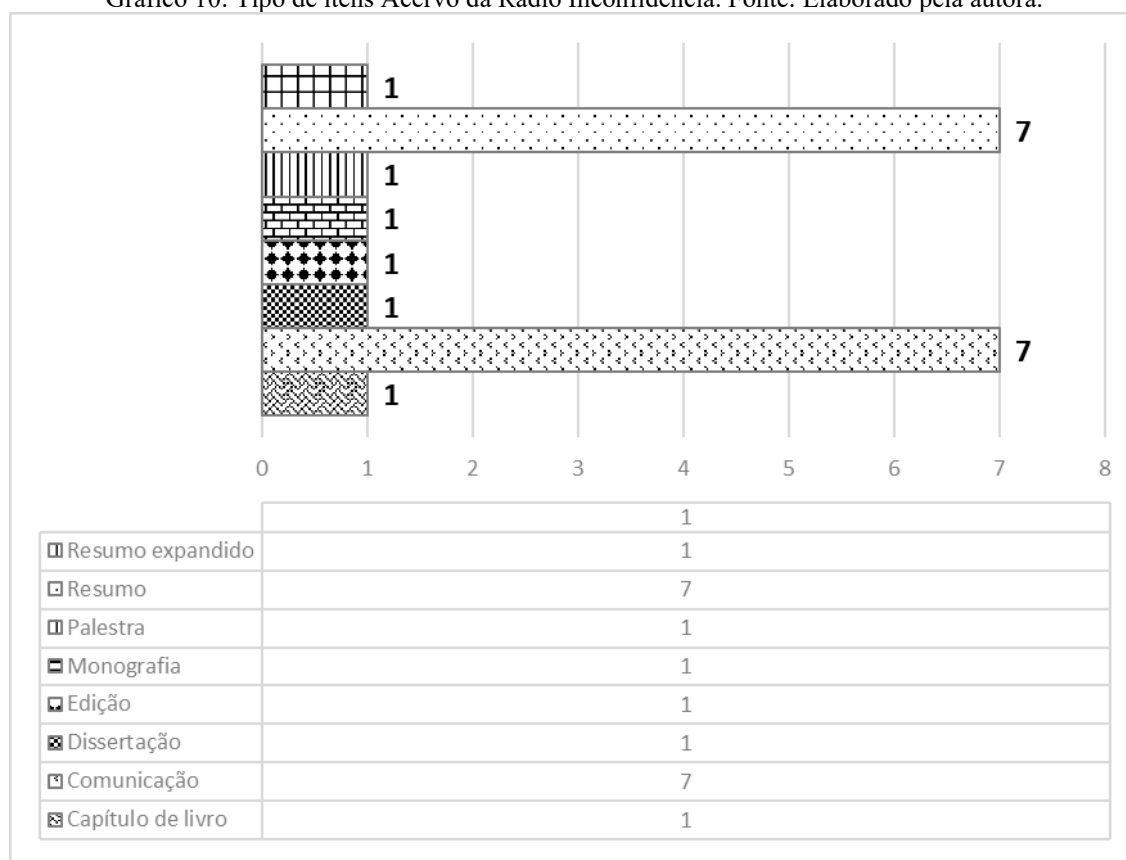 Gráfico 10: Tipo de itens Acervo da Rádio Inconfidência. Fonte: Elaborado pela autora.
1
7
1
1
1
1
7
1
0 1 2 3 4 5 6 7 8
1
Resumo expandido 1
Resumo 7
Palestra 1
Monografia 1
Edição 1
Dissertação 1
Comunicação 7
Capítulo de livro 1